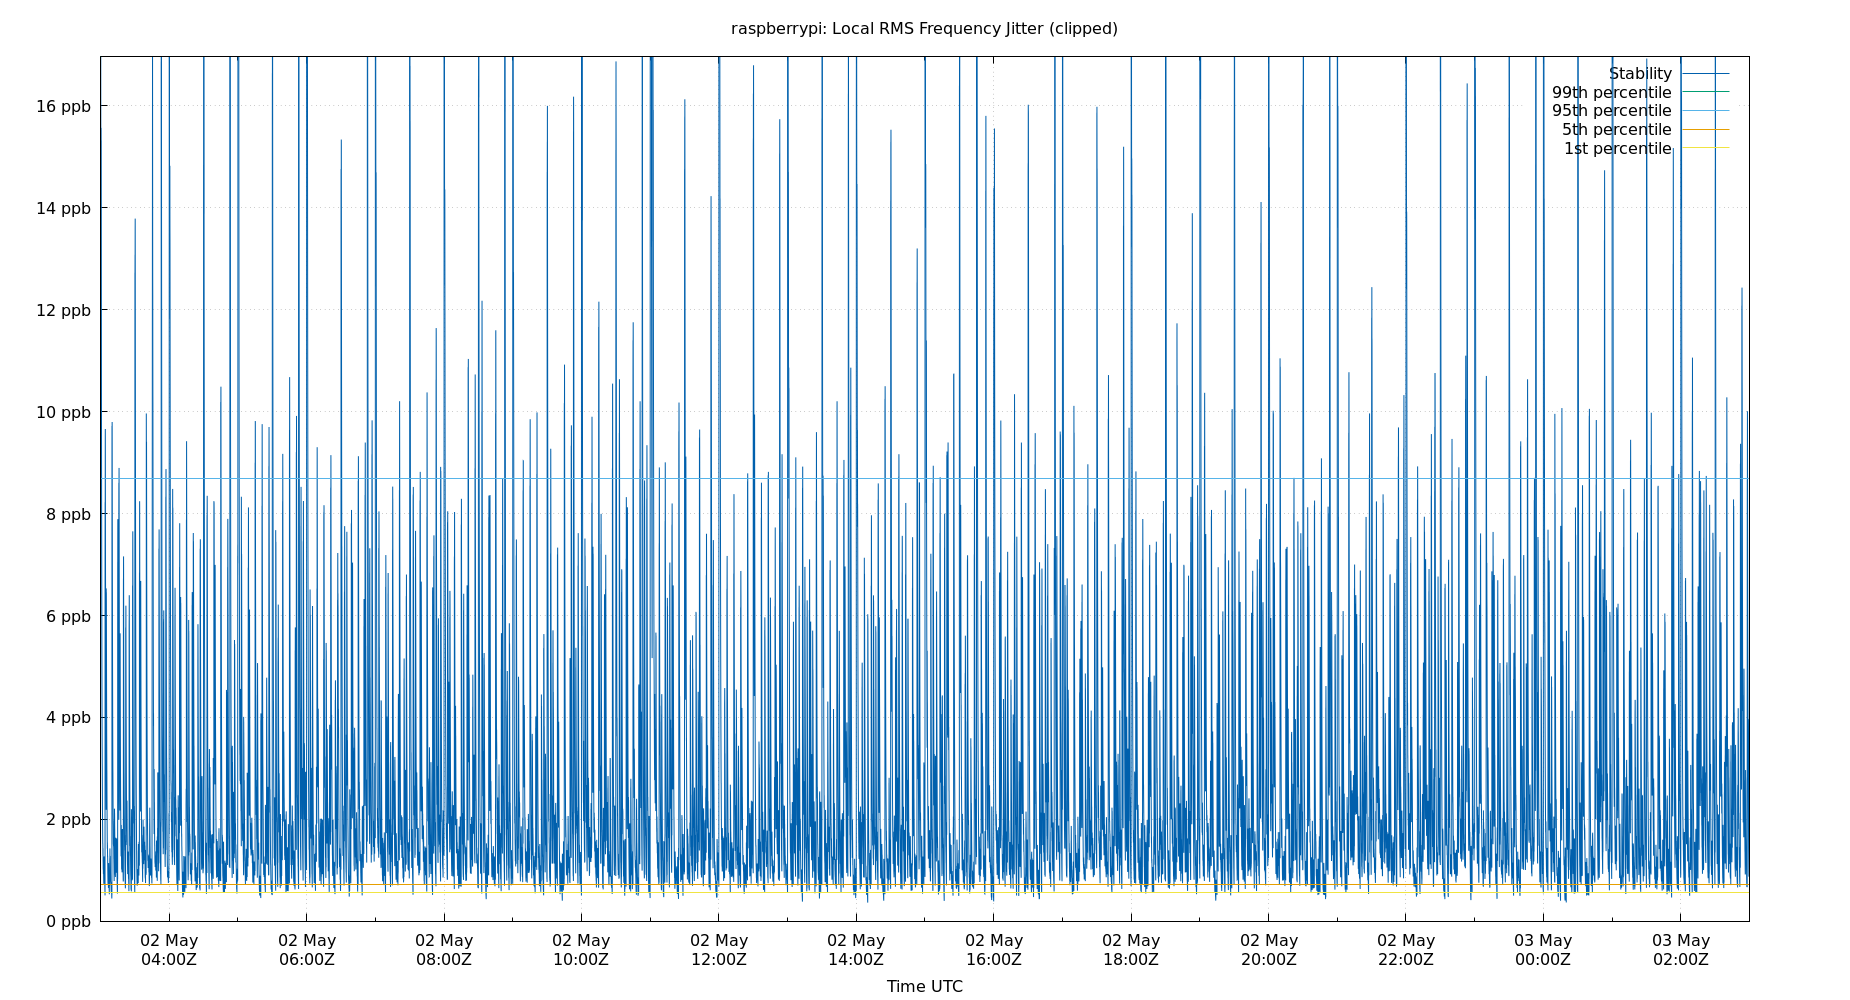 raspberrypi: Local RMS Frequency Jitter (clipped)
Stability
99th percentile
95th percentile
5th percentile
1st percentile
16 ppb
14 ppb
12 ppb
10 ppb
8 ppb
6 ppb
4 ppb
2 ppb
0 ppb
02 May 02 May 02 May 02 May 02 May 02 May 02 May 02 May 02 May 02 May 03 May 03 May
04:00Z 06:00Z 08:00Z 10:00Z 12:00Z 14:00Z 16:00Z 18:00Z 20:00Z 22:00Z 00:00Z 02:00Z
Time UTC